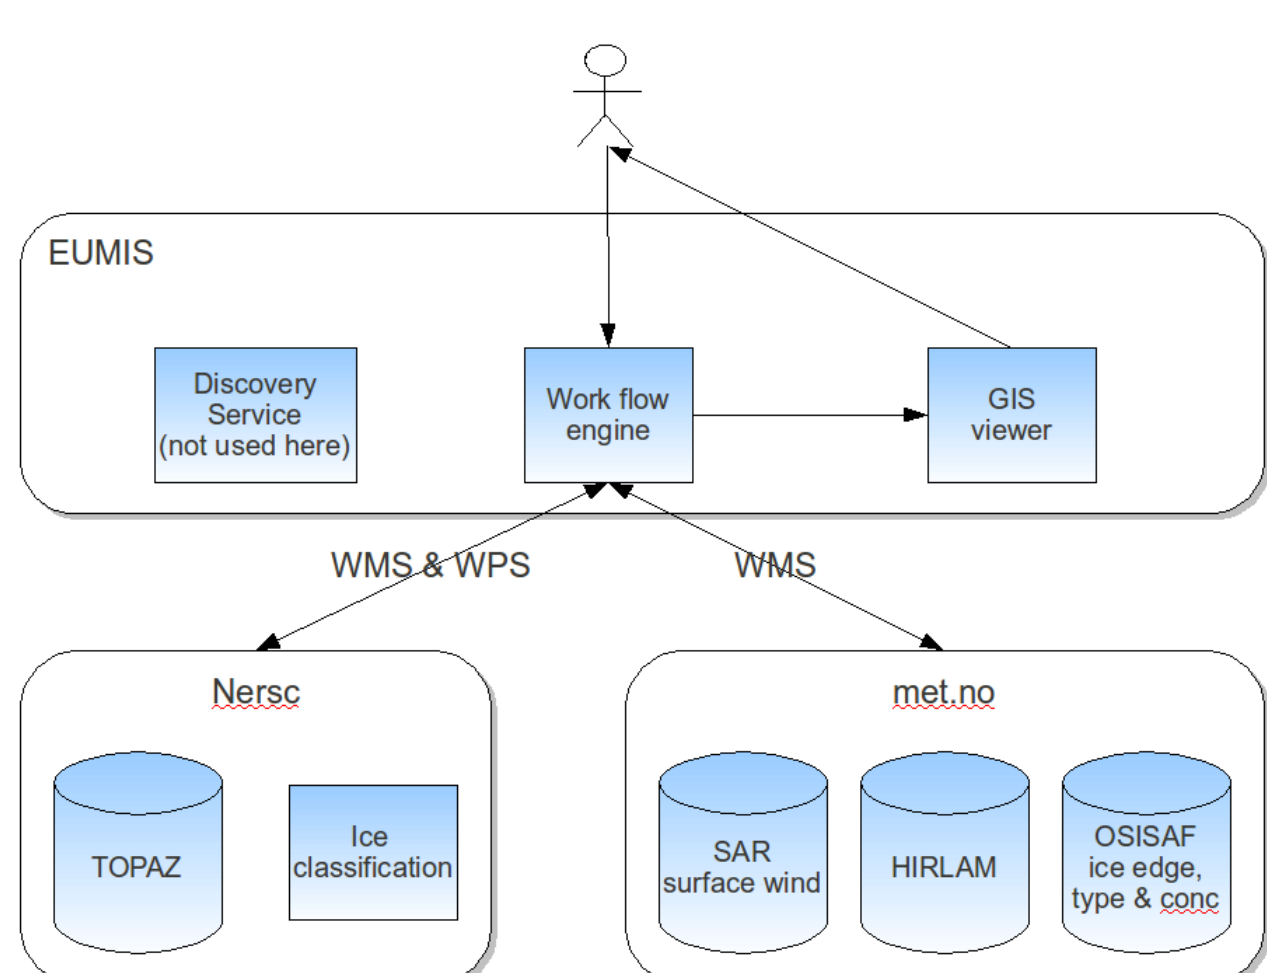 EUMIS
Discovery
Service
(not used here)
Work flow
engine
GIS
viewer
WMS & WPS
WMS
Nersc
met.no
TOPAZ
Ice
classification
SAR
surface wind
HIRLAM
OSISAF
ice edge,
type & conc